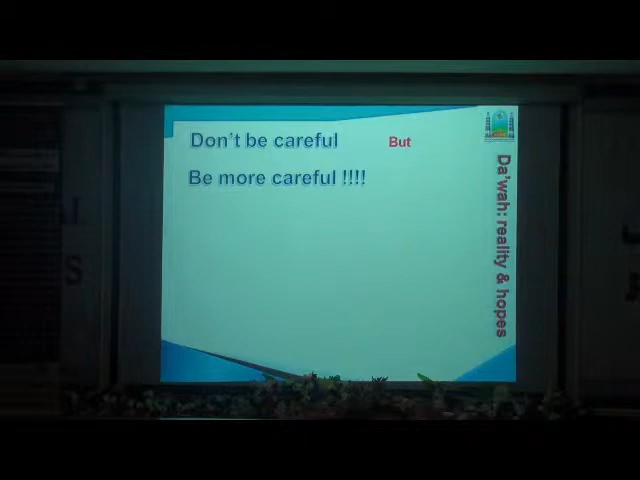 Don't be careful But
Be more careful !!!!
Da'wah: reality & hopes